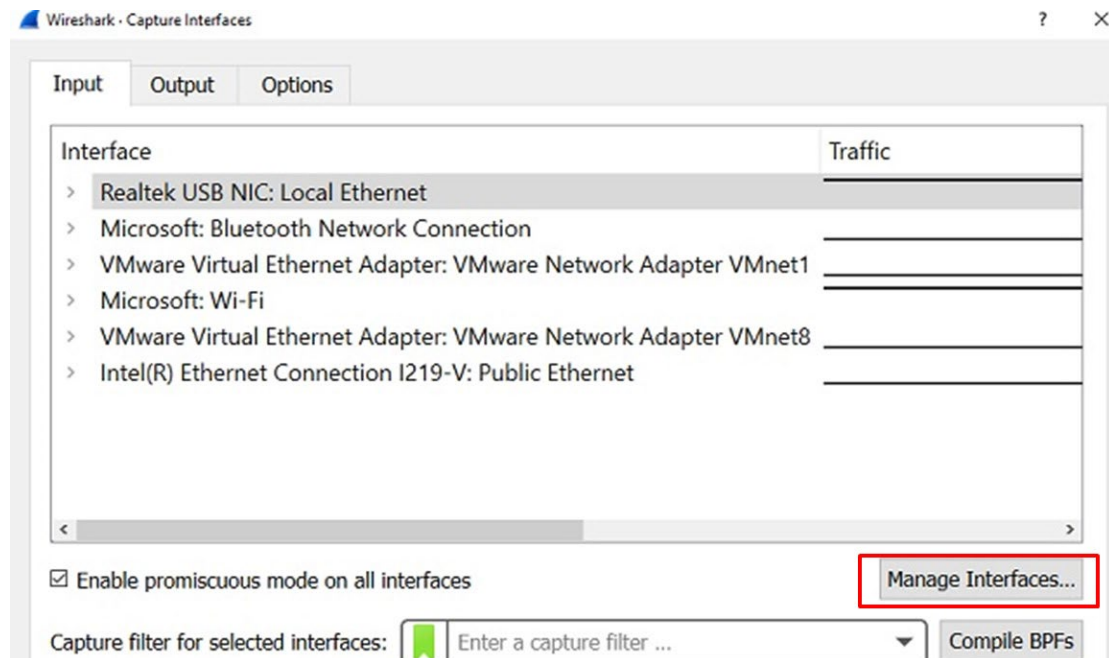 Wireshark · Capture Interfaces
Input Output Options
Interface Traffic
Realtek USB NIC: Local Ethernet
Microsoft: Bluetooth Network Connection
VMware Virtual Ethernet Adapter: VMware Network Adapter VMnet1
Microsoft: Wi-Fi
VMware Virtual Ethernet Adapter: VMware Network Adapter VMnet8
Intel(R) Ethernet Connection I219-V: Public Ethernet
Enable promiscuous mode on all interfaces Manage Interfaces...
Capture filter for selected interfaces: Enter a capture filter ... Compile BPFs